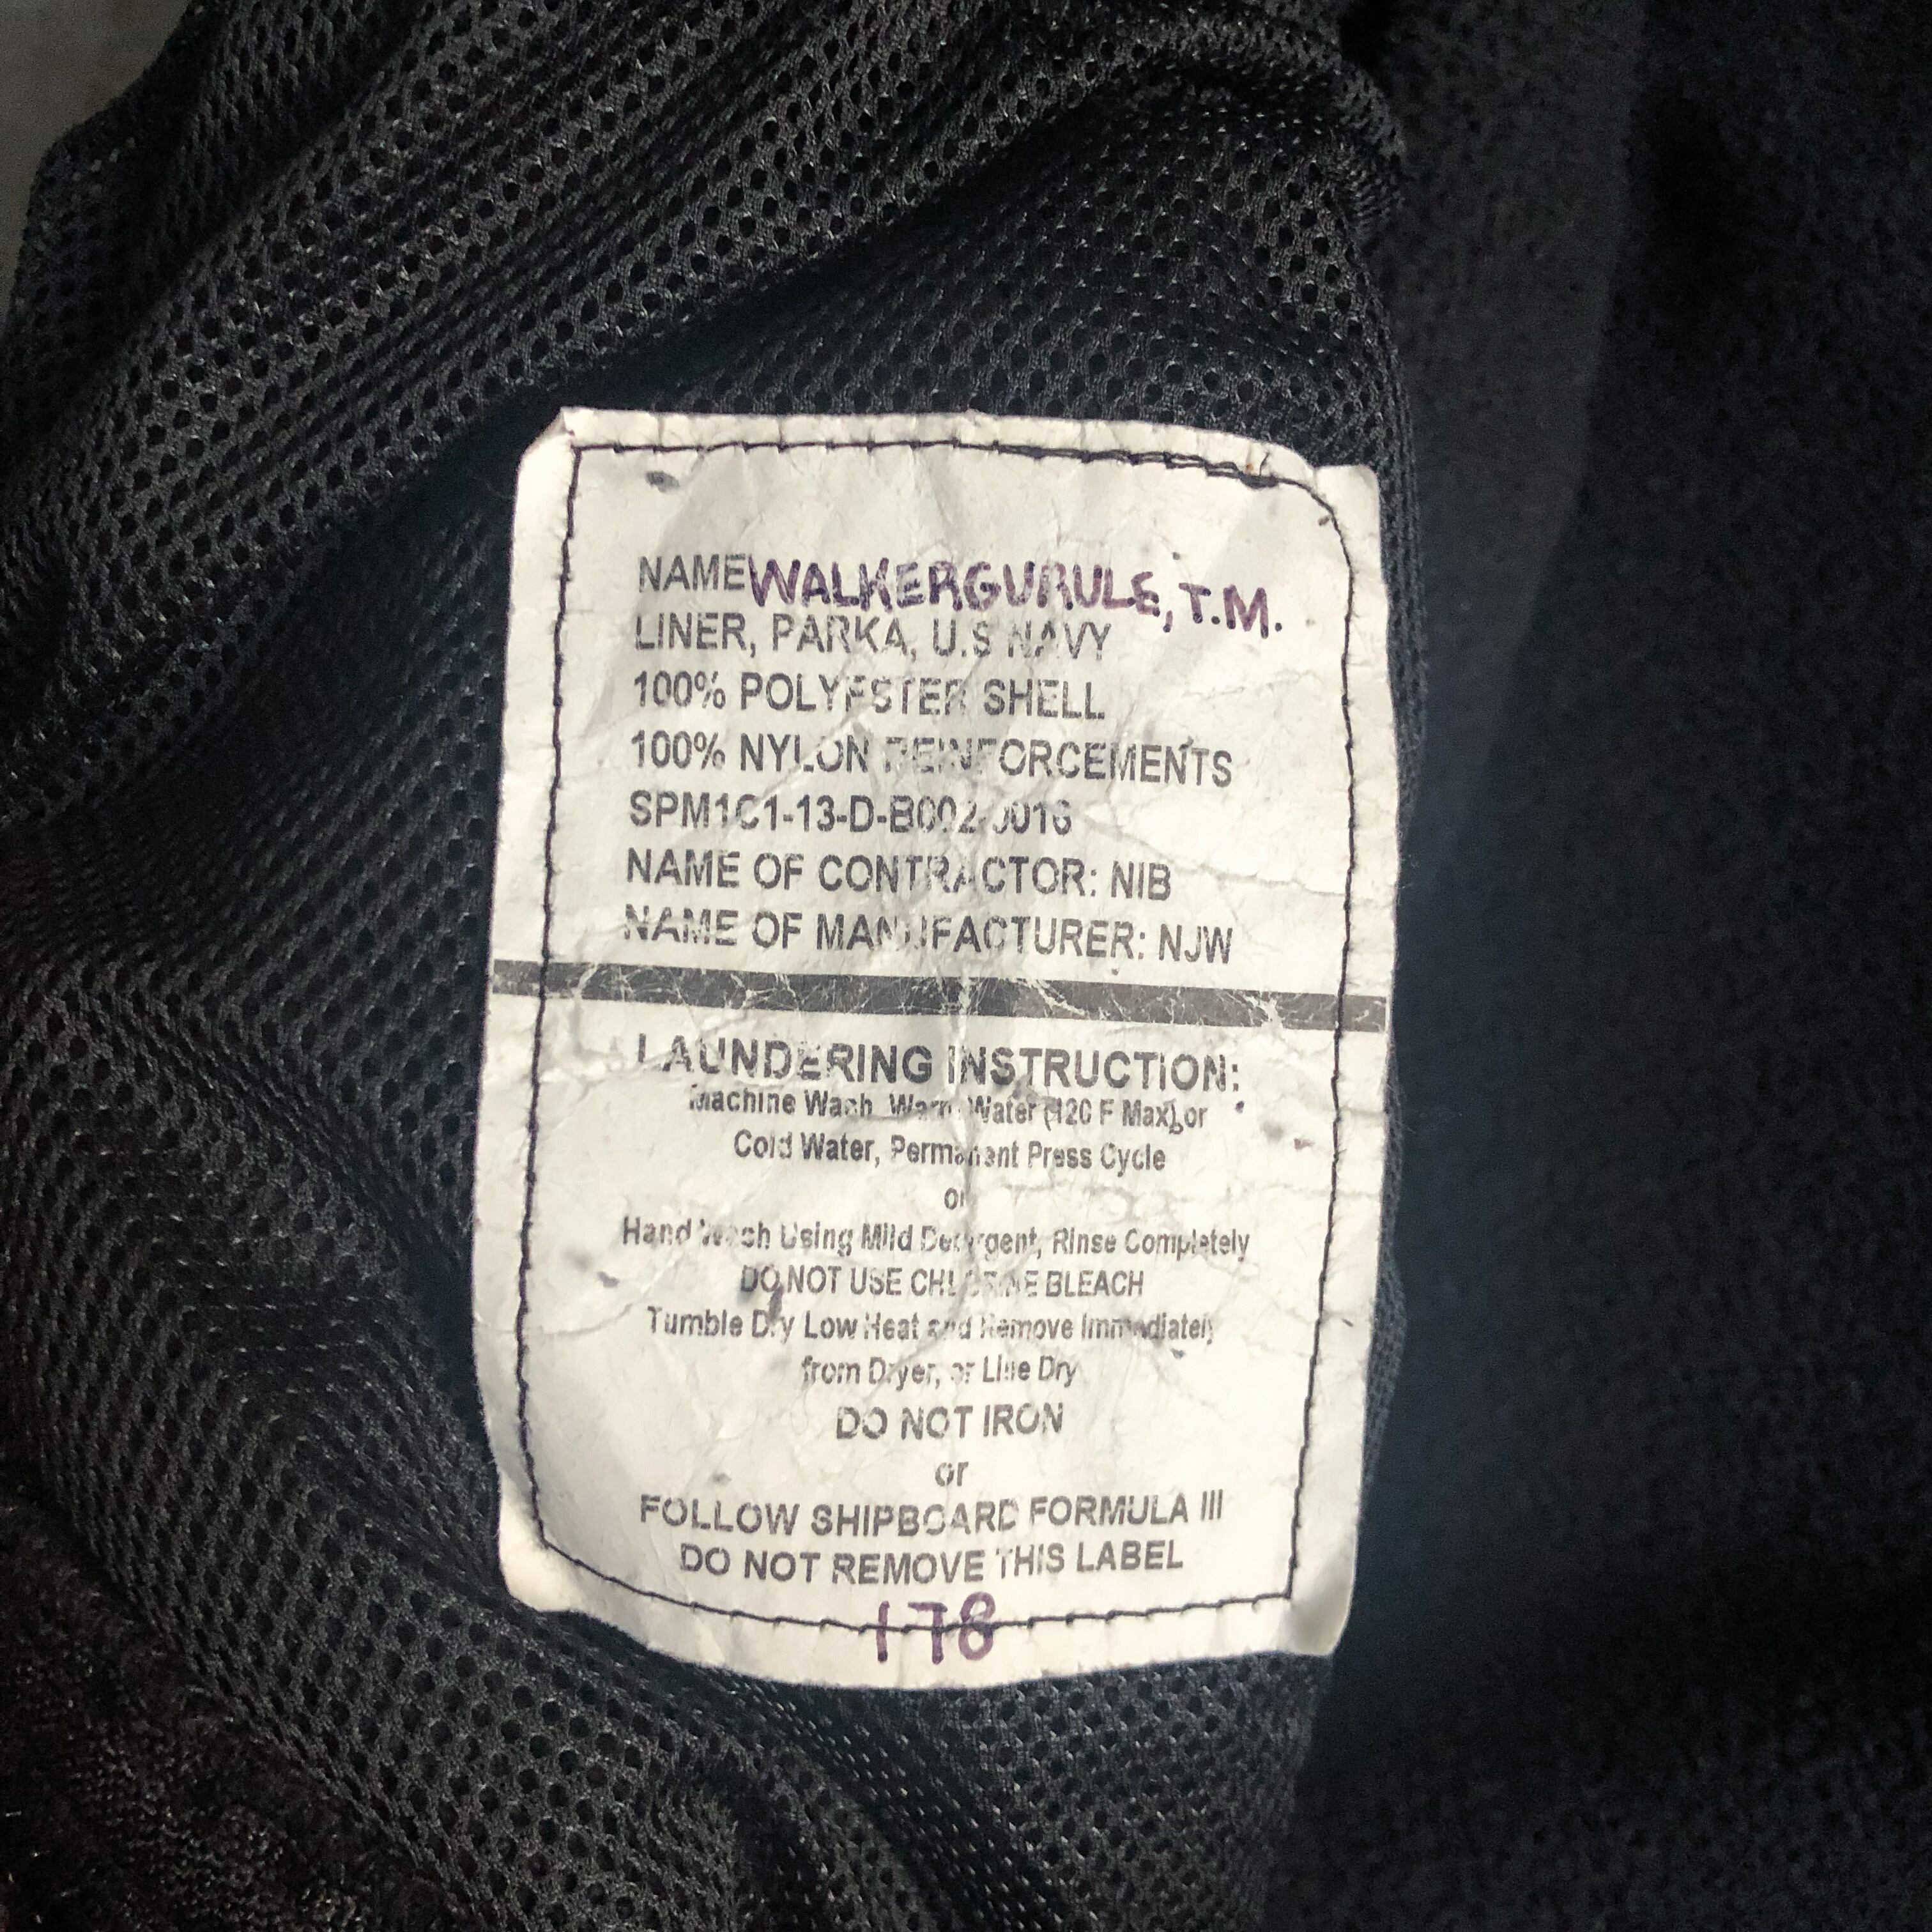 NAME WALKERGURULE, T.M.
LINER, PARKA, U.S NAVY
100% POLYESTER SHELL
100% NYLON REINFORCEMENTS
SPM1C1-13-D-B002-0016
NAME OF CONTRACTOR: NIB
NAME OF MANUFACTURER: NJW
LAUNDERING INSTRUCTION:
Machine Wash Warm Water (120 F Max), or
Cold Water, Permanent Press Cycle
or
Hand Wash Using Mild Detergent, Rinse Completely
DO NOT USE CHLORINE BLEACH
Tumble Dry Low Heat and Remove Immediately
from Dryer, or Line Dry
DO NOT IRON
or
FOLLOW SHIPBOARD FORMULA III
DO NOT REMOVE THIS LABEL
178